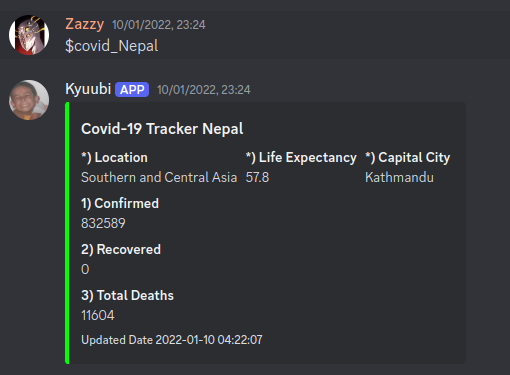 Zazzy 10/01/2022, 23:24
$covid_Nepal
Kyuubi APP 10/01/2022, 23:24
Covid-19 Tracker Nepal
*) Location *) Life Expectancy *) Capital City
Southern and Central Asia 57.8 Kathmandu
1) Confirmed
832589
2) Recovered
0
3) Total Deaths
11604
Updated Date 2022-01-10 04:22:07